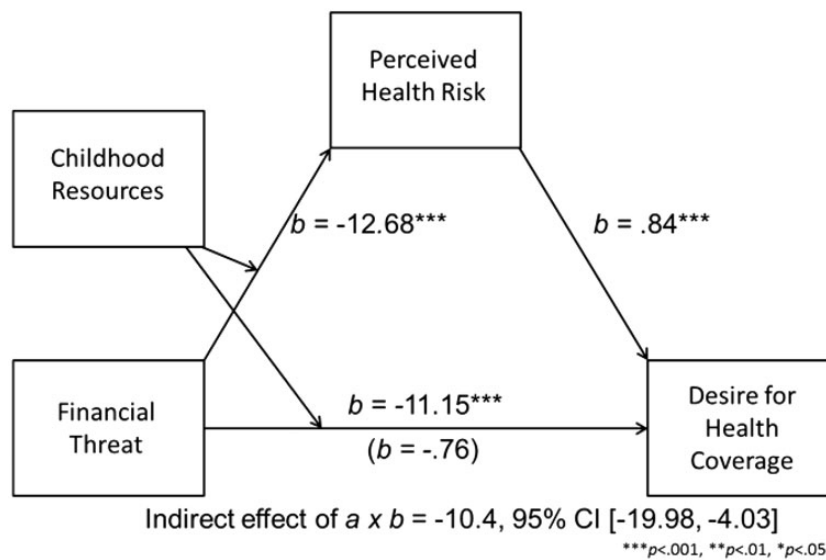 Perceived
Health Risk
Childhood
Resources
b = -12.68***
b = .84***
Financial
Threat
b = -11.15***
(b = -.76)
Desire for
Health
Coverage
Indirect effect of a x b = -10.4, 95% CI [-19.98, -4.03]
***p<.001, **p<.01, *p<.05